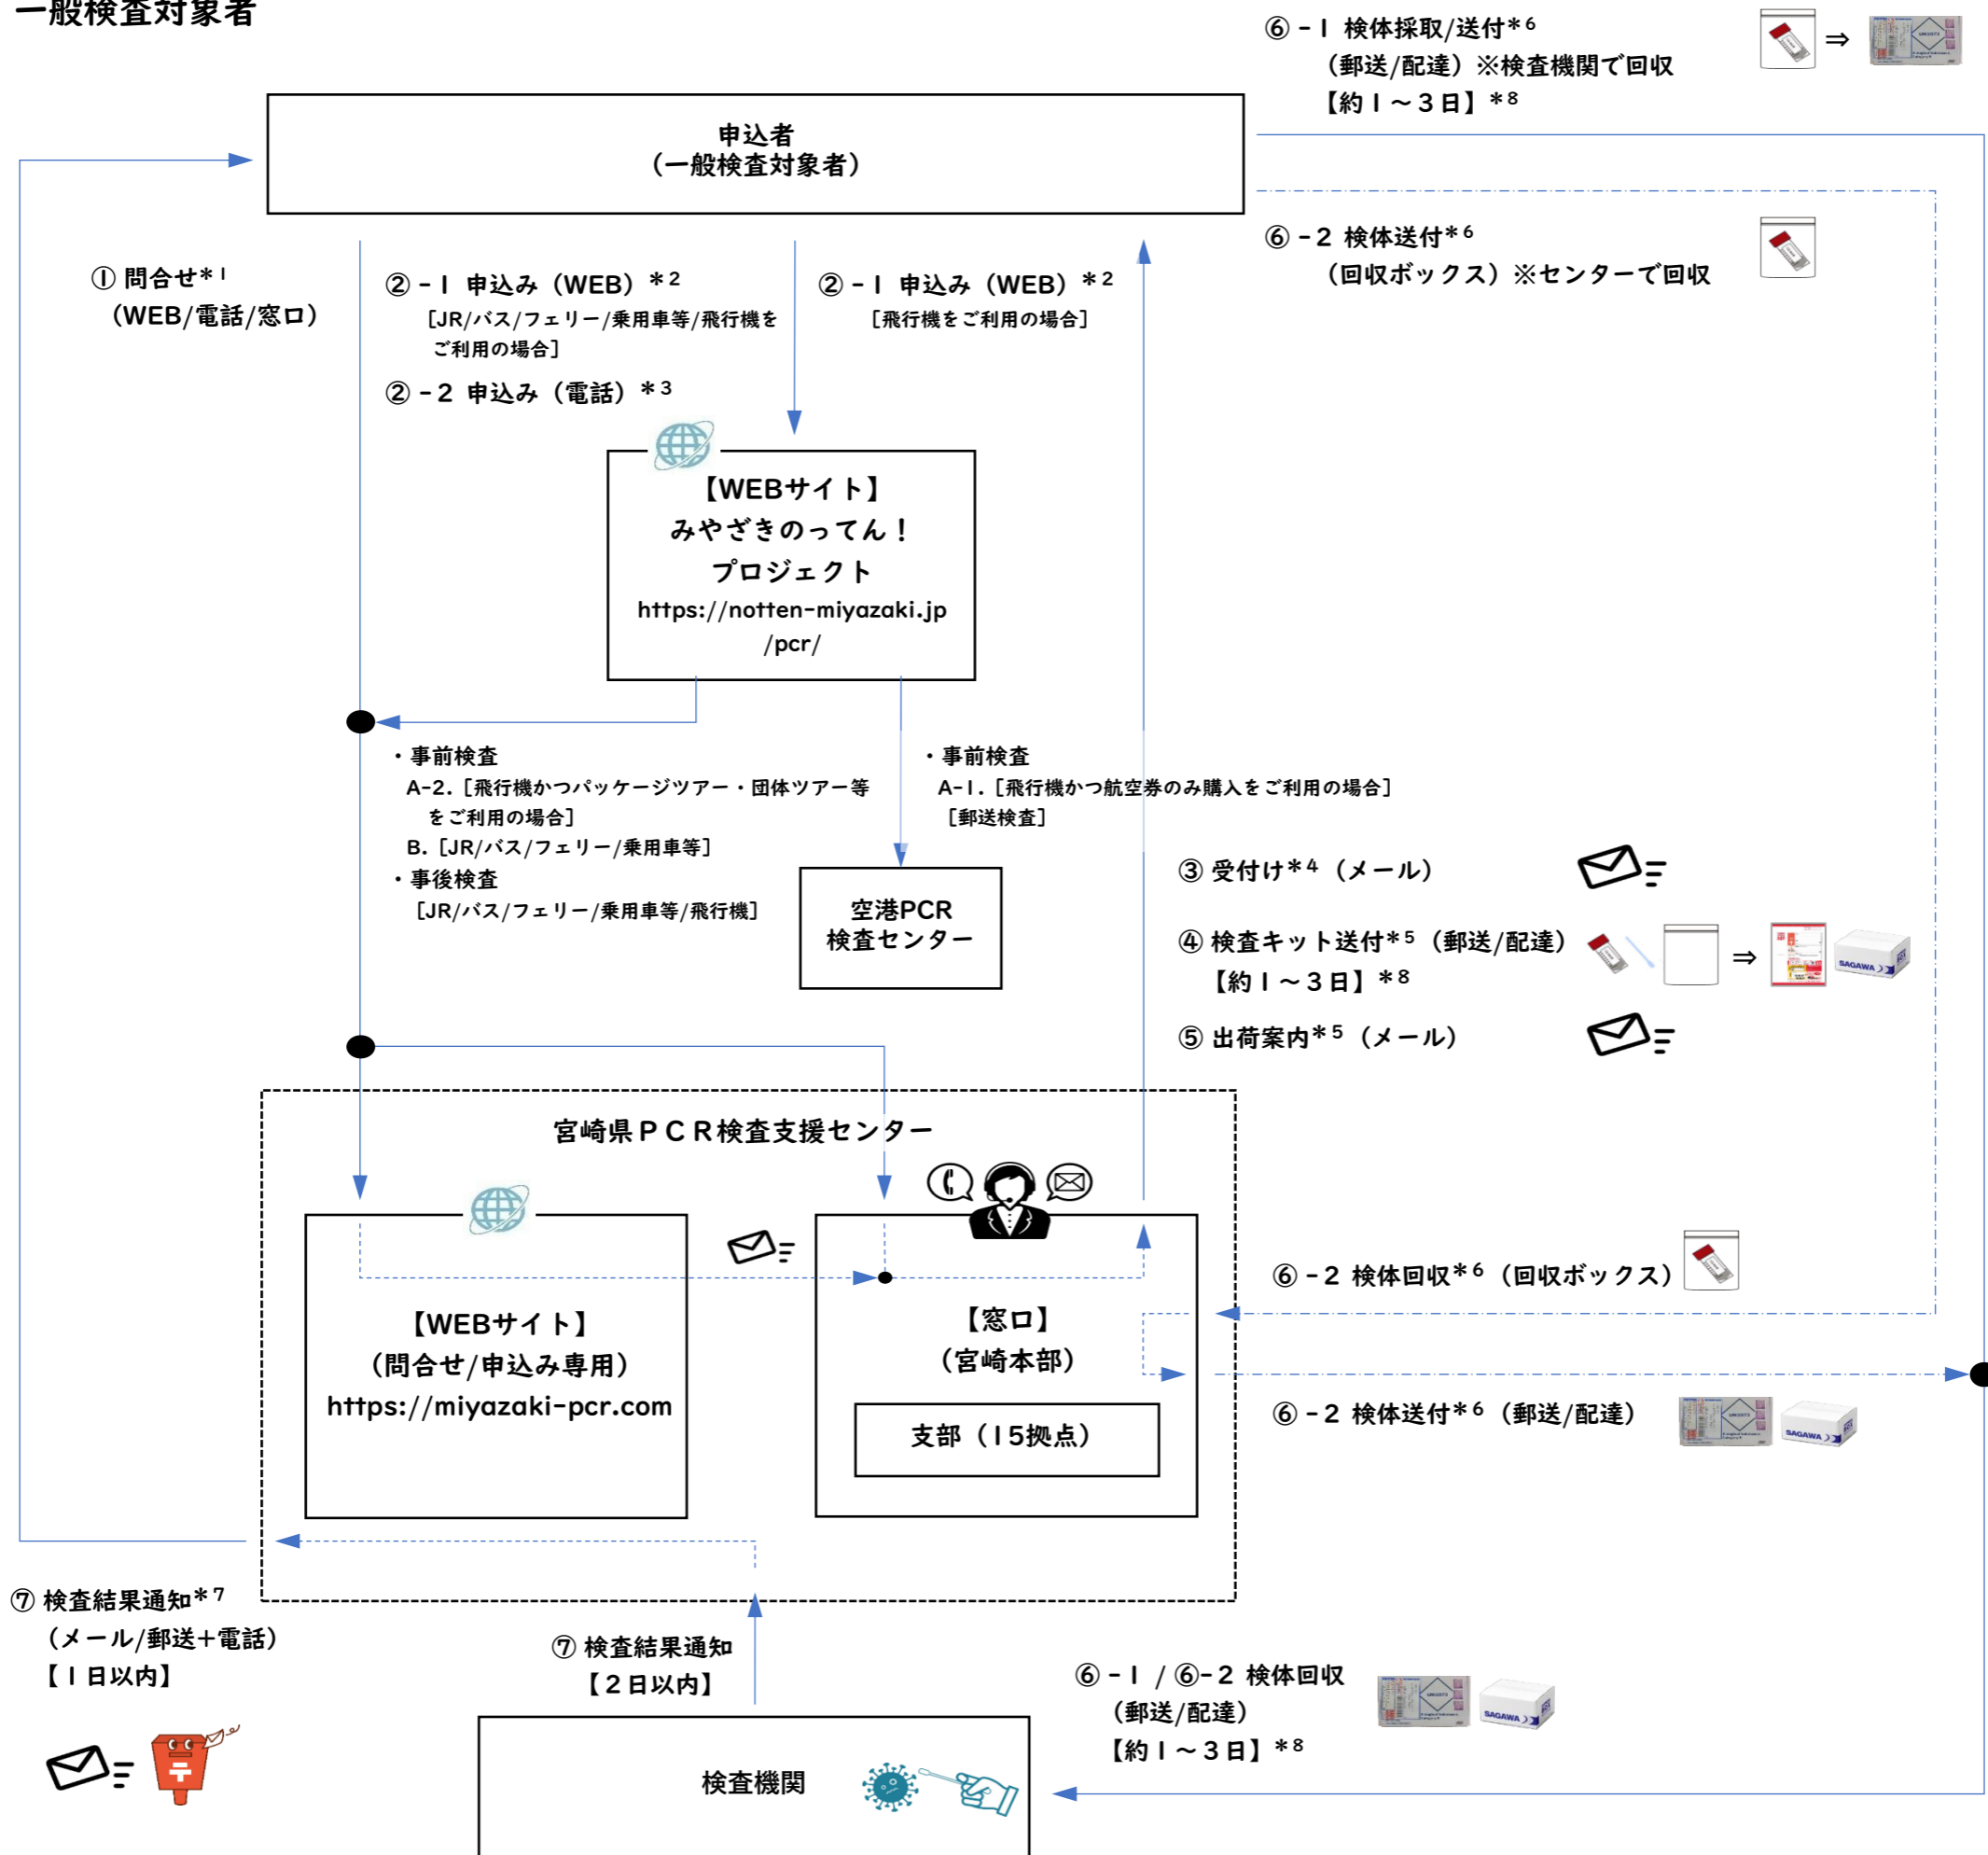 一般検査対象者
⑥-1 検体採取/送付*6
（郵送/配達）※検査機関で回収
【約1～3日】*8
申込者
（一般検査対象者）
⑥-2 検体送付*6
（回収ボックス）※センターで回収
① 問合せ*1
（WEB/電話/窓口）
②-1 申込み（WEB）*2
［JR/バス/フェリー/乗用車等/飛行機を
ご利用の場合］
②-2 申込み（電話）*3
②-1 申込み（WEB）*2
［飛行機をご利用の場合］
【WEBサイト】
みやざきのってん！
プロジェクト
https://notten-miyazaki.jp
/pcr/
・事前検査
A-2.［飛行機かつパッケージツアー・団体ツアー等
をご利用の場合］
B.［JR/バス/フェリー/乗用車等］
・事後検査
［JR/バス/フェリー/乗用車等/飛行機］
・事前検査
A-1.［飛行機かつ航空券のみ購入をご利用の場合］
［郵送検査］
空港PCR
検査センター
③ 受付け*4（メール）
④ 検査キット送付*5（郵送/配達）
【約1～3日】*8
SAGAWA
⑤ 出荷案内*5（メール）
宮崎県ＰＣＲ検査支援センター
【WEBサイト】
（問合せ/申込み専用）
https://miyazaki-pcr.com
【窓口】
（宮崎本部）
支部（15拠点）
⑥-2 検体回収*6（回収ボックス）
⑥-2 検体送付*6（郵送/配達）
SAGAWA
⑦ 検査結果通知*7
（メール/郵送+電話）
【1日以内】
⑦ 検査結果通知
【2日以内】
⑥-1 / ⑥-2 検体回収
（郵送/配達）
【約1～3日】*8
SAGAWA
検査機関